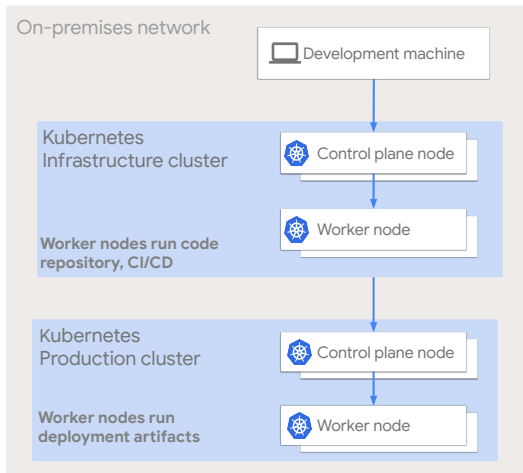 On-premises network
Development machine
Kubernetes
Infrastructure cluster
Control plane node
Worker node
Worker nodes run code
repository, CI/CD
Kubernetes
Production cluster
Control plane node
Worker nodes run
deployment artifacts
Worker node